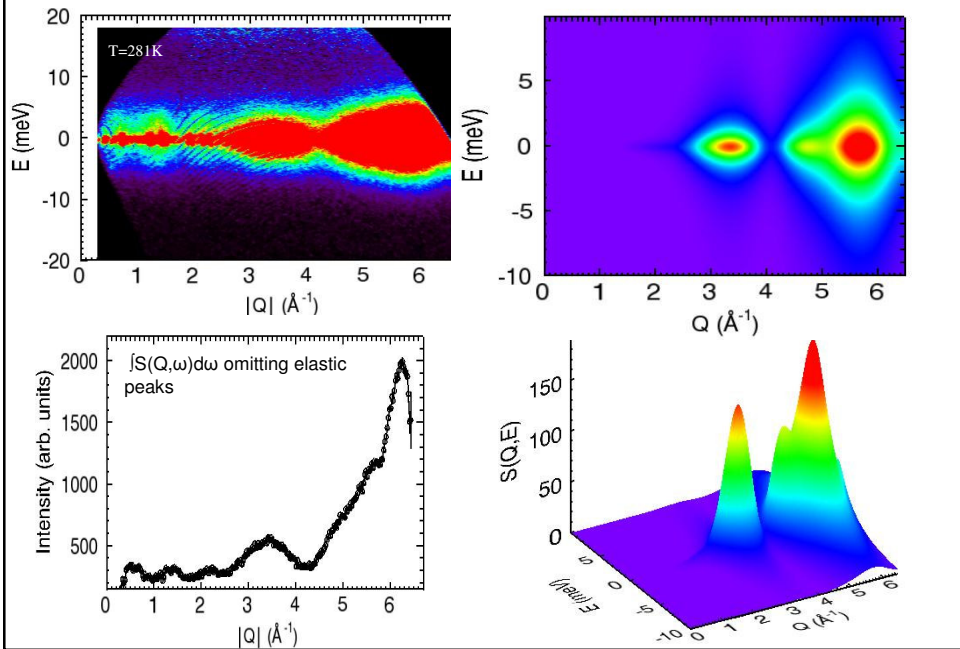 20
10
0
-10
-20
E (meV)
T=281K
0 1 2 3 4 5 6
|Q| (Å-1)
5
0
-5
-10
E (meV)
0 1 2 3 4 5 6
Q (Å-1)
2000
1500
1000
500
Intensity (arb. units)
∫S(Q,ω)dω omitting elastic
peaks
0 1 2 3 4 5 6
|Q| (Å-1)
150
100
50
0
S(Q,E)
5
0
-5
-10
E (meV)
0 1 2 3 4 5 6
Q (Å-1)